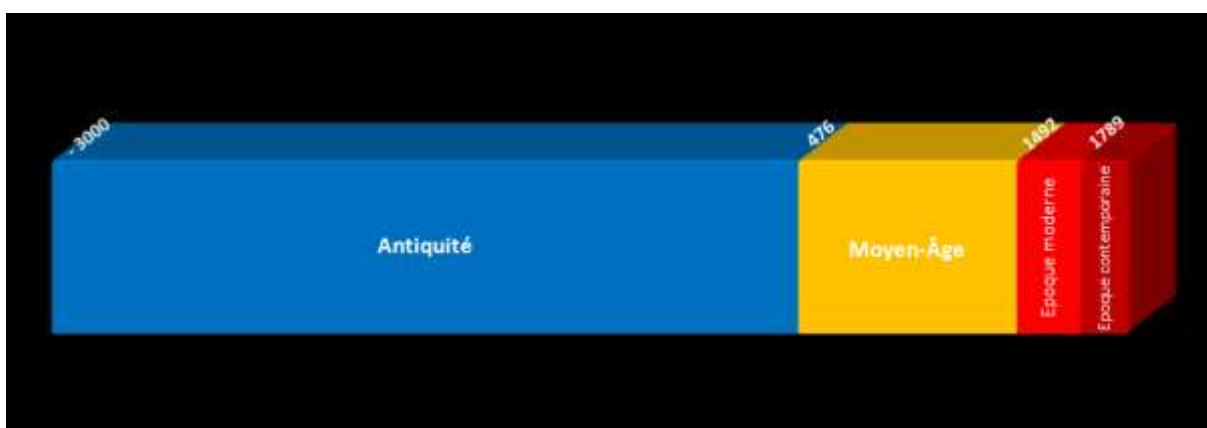 - 3000
476
1492
1789
Antiquité
Moyen-Âge
Epoque moderne
Epoque contemporaine